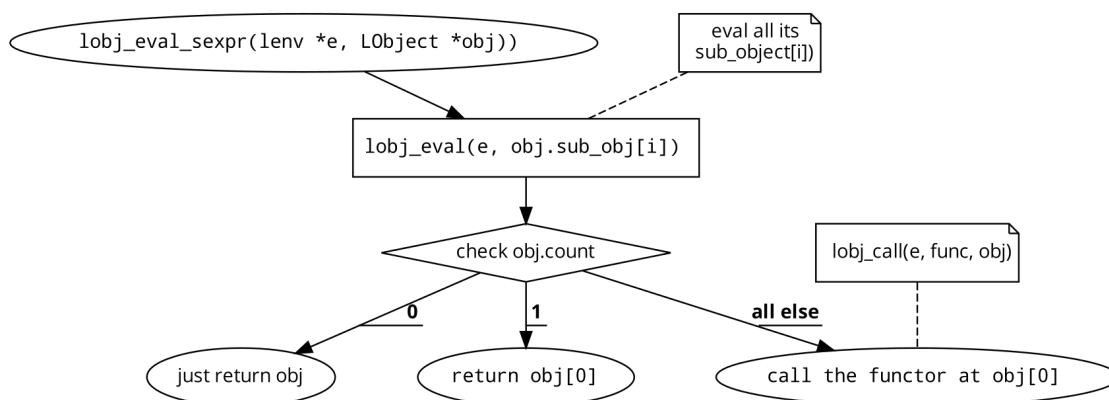 lobj_eval_sexpr(lenv *e, LObject *obj))
eval all its
sub_object[i])
lobj_eval(e, obj.sub_obj[i])
check obj.count
lobj_call(e, func, obj)
0
1
all else
just return obj
return obj[0]
call the functor at obj[0]